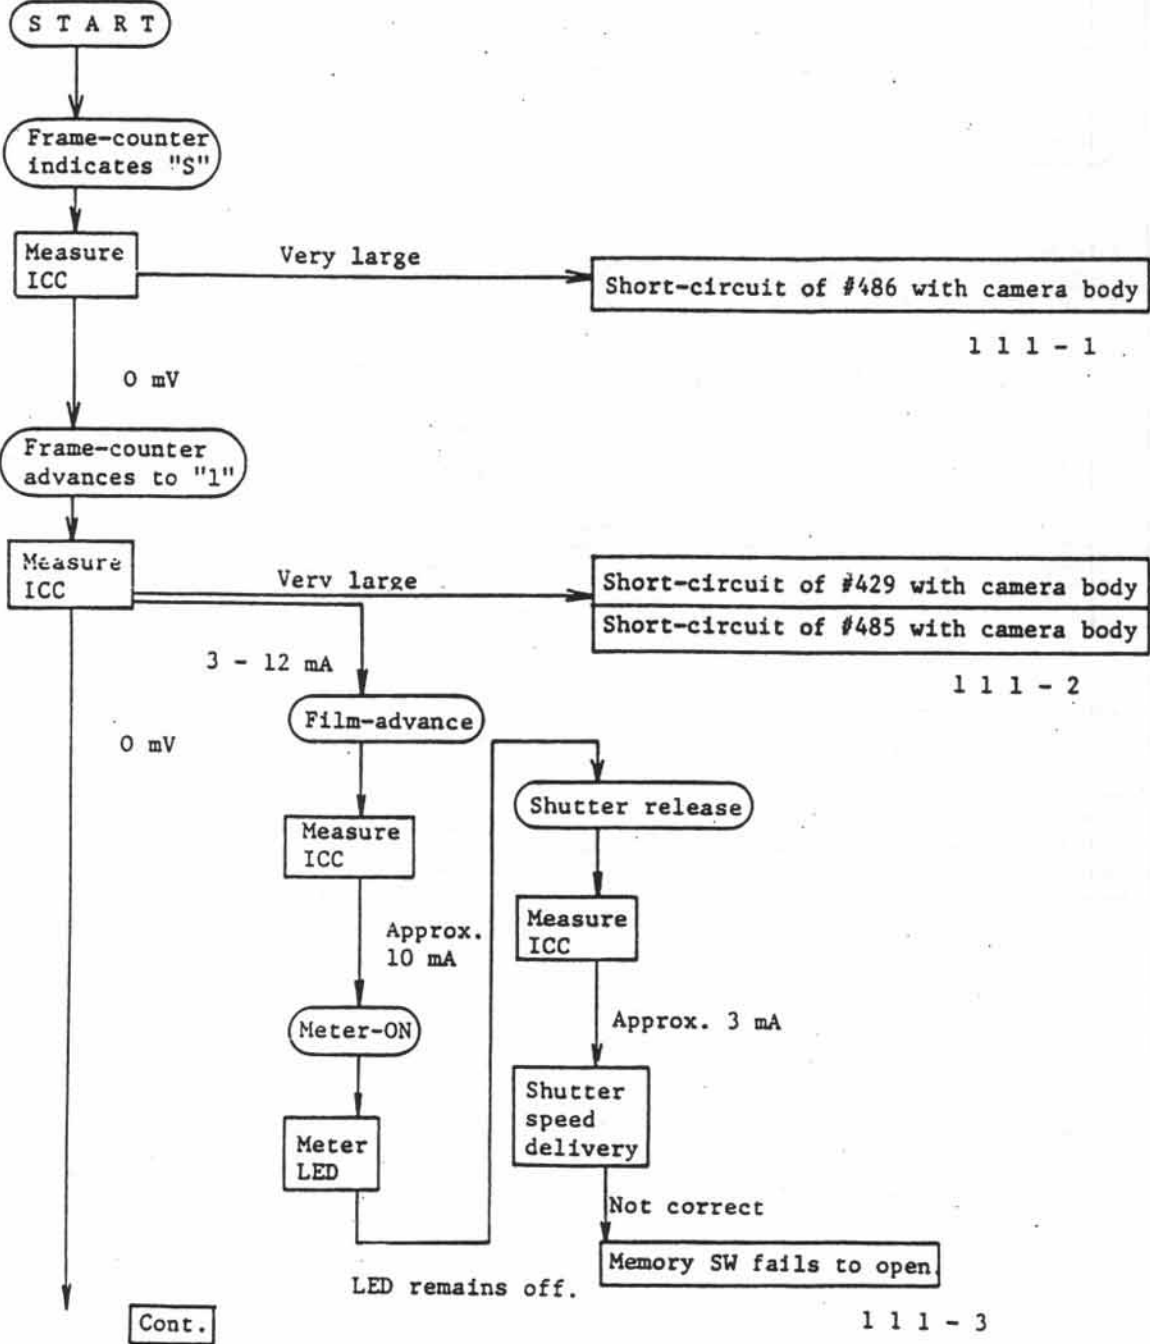 S T A R T
Frame-counter
indicates "S"
Measure
ICC
Very large
Short-circuit of #486 with camera body
1 1 1 - 1
0 mV
Frame-counter
advances to "1"
Measure
ICC
Very large
Short-circuit of #429 with camera body
Short-circuit of #485 with camera body
1 1 1 - 2
3 - 12 mA
0 mV
Film-advance
Measure
ICC
Approx.
10 mA
Meter-ON
Meter
LED
LED remains off.
Shutter release
Measure
ICC
Approx. 3 mA
Shutter
speed
delivery
Not correct
Memory SW fails to open.
1 1 1 - 3
Cont.